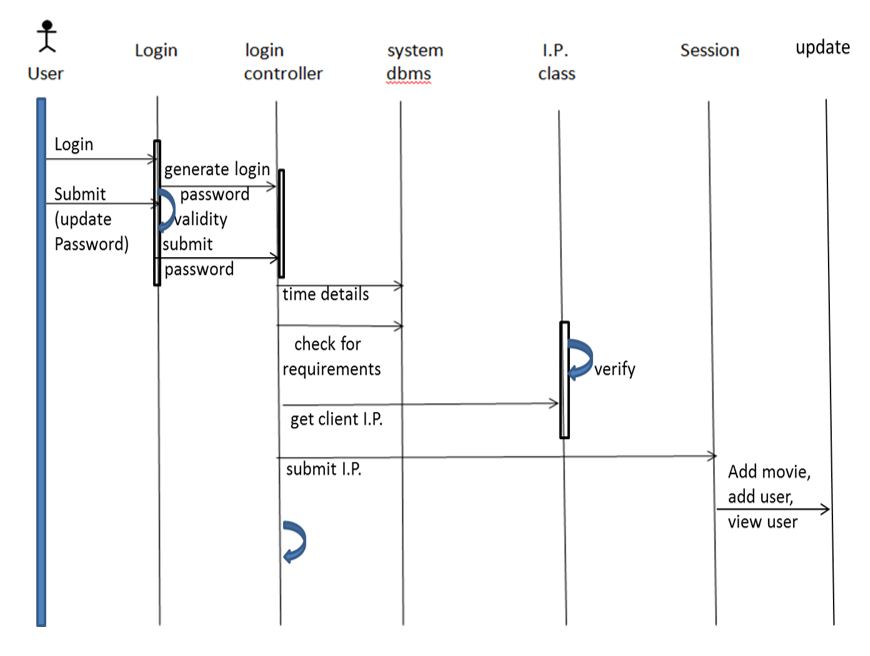 Login
login
controller
system
dbms
I.P.
class
Session
update
User
Login
generate login
password
validity
Submit
(update
Password)
submit
password
time details
check for
requirements
verify
get client I.P.
submit I.P.
Add movie,
add user,
view user